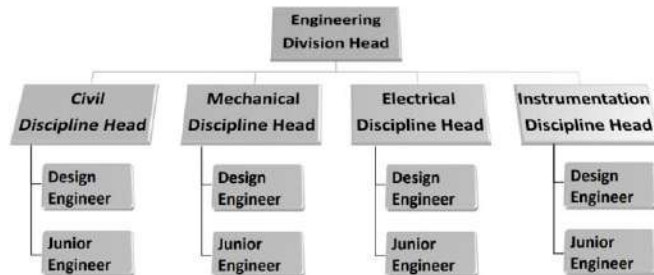 Engineering
Division Head
Civil
Discipline Head
Mechanical
Discipline Head
Electrical
Discipline Head
Instrumentation
Discipline Head
Design
Engineer
Design
Engineer
Design
Engineer
Design
Engineer
Junior
Engineer
Junior
Engineer
Junior
Engineer
Junior
Engineer